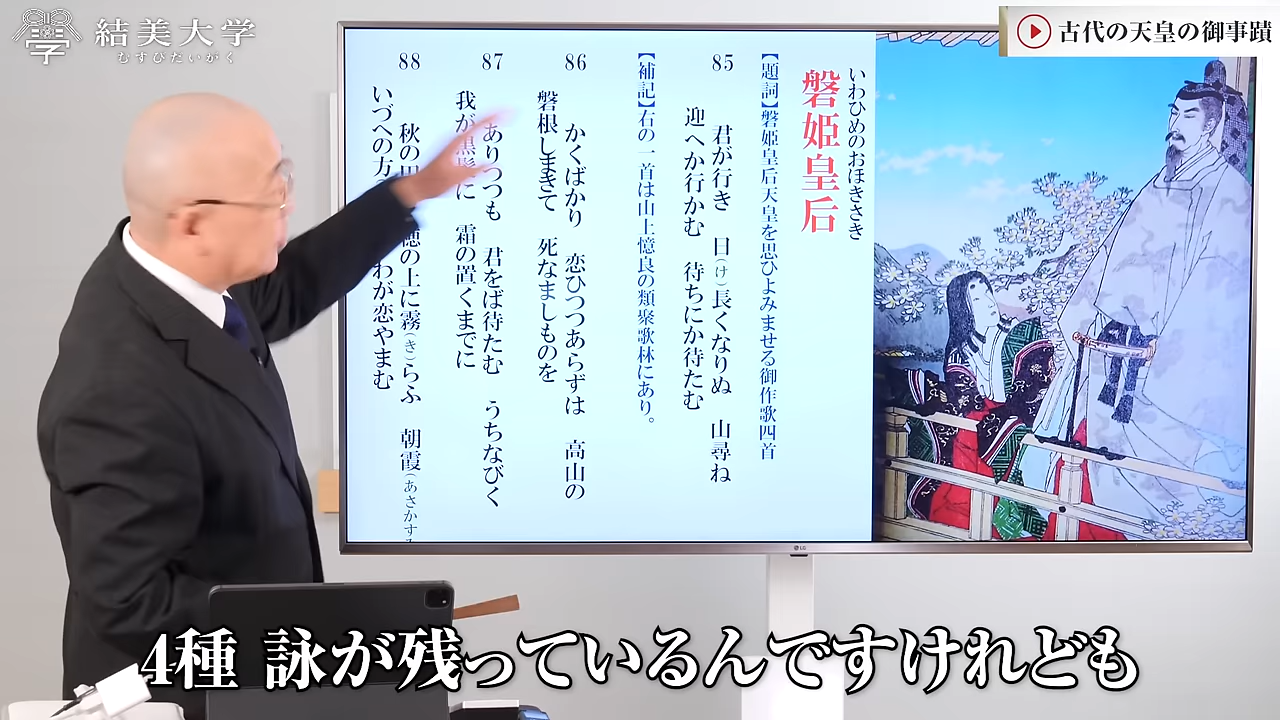 結美大学
むすひだいがく
古代の天皇の御事蹟
磐姫皇后
いわひめのおほきさき
【題詞】磐姫皇后天皇を思ひよみませる御作歌四首
85
君が行き 日(け)長くなりぬ 山尋ね
迎へか行かむ 待ちにか待たむ
【補記】右の一首は山上憶良の類聚歌林にあり。
86
かくばかり 恋ひつつあらずは 高山の
磐根しまきて 死なましものを
87
ありつつも 君をば待たむ うちなびく
我が黒髪に 霜の置くまでに
88
秋の田 穂の上に霧(き)らふ 朝霞(あさかす
いづへの方 わが恋やまむ
LG
4種 詠が残っているんですけれども